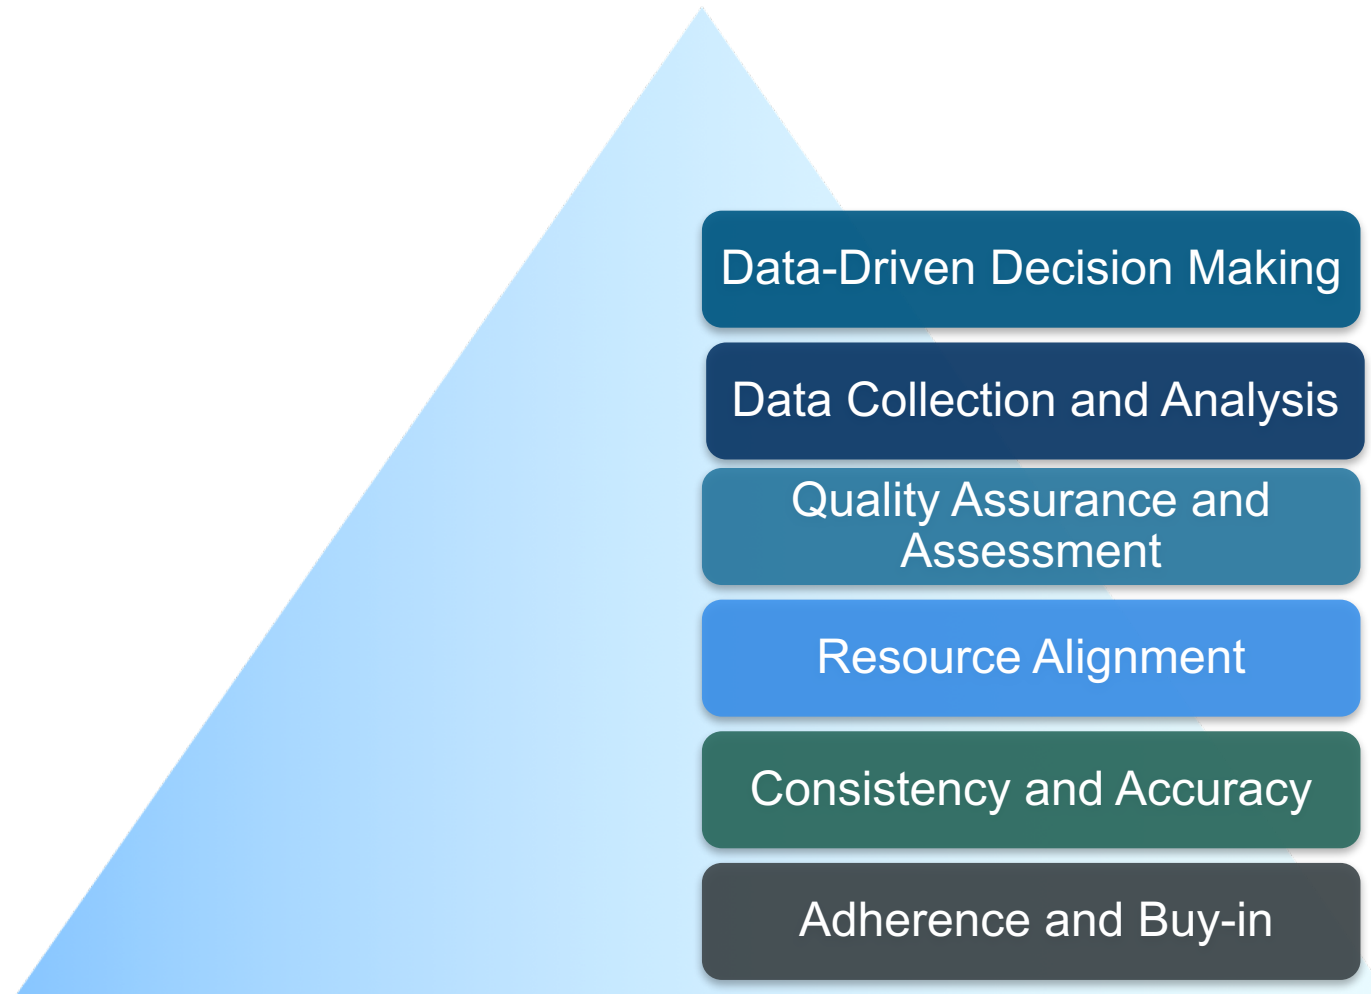 Data-Driven Decision Making
Data Collection and Analysis
Quality Assurance and
Assessment
Resource Alignment
Consistency and Accuracy
Adherence and Buy-in